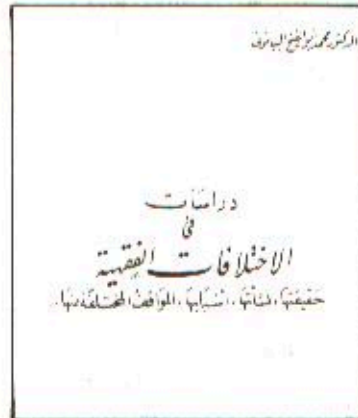 الدكتور محمد أبو الفتح البيانوني
دراسات
في
الاختلافات الفقهية
حقيقتها، نشأتها، أسبابها، المواقف المختلفة منها.